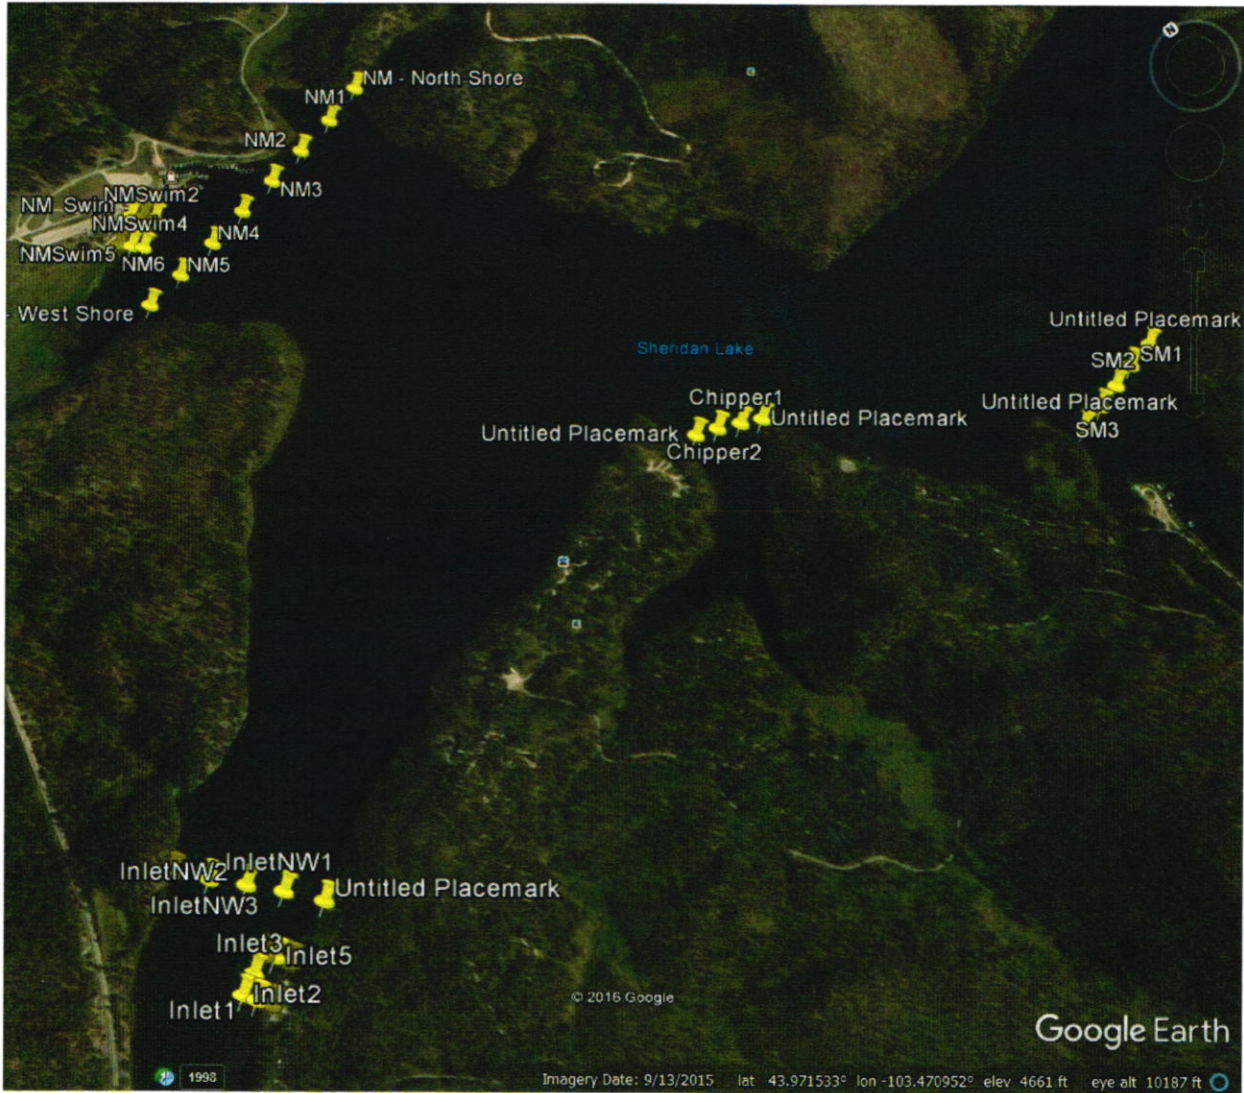 N
NM - North Shore
NM1
NM2
NM3
NMSwim2
NM Swim
NMSwim4
NM4
NMSwim5
NM6
NM5
- West Shore
Untitled Placemark
Sheridan Lake
SM2
SM1
Chipper1
Untitled Placemark
Untitled Placemark
Untitled Placemark
SM3
Chipper2
InletNW1
InletNW2
Untitled Placemark
InletNW3
Inlet3
Inlet5
Inlet2
Inlet1
© 2016 Google
Google Earth
1998
Imagery Date: 9/13/2015 lat 43.971533° lon -103.470952° elev 4661 ft eye alt 10187 ft